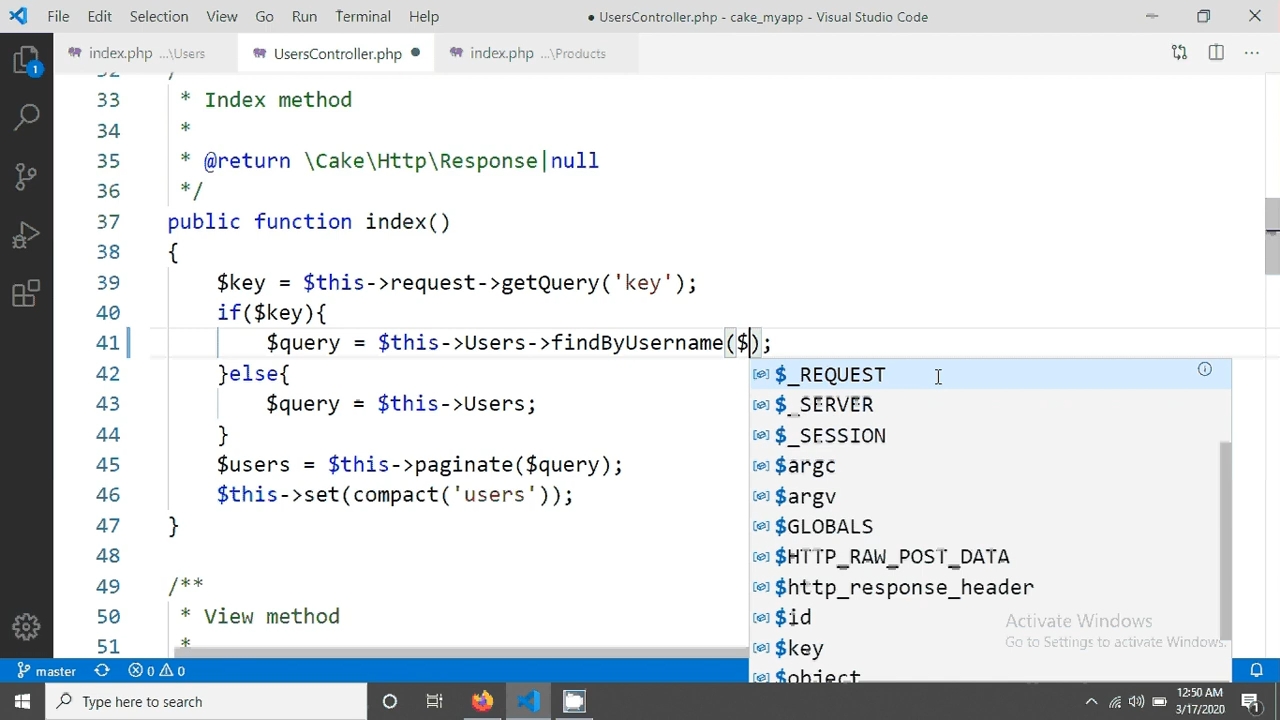 File Edit Selection View Go Run Terminal Help ● UsersController.php - cake_myapp - Visual Studio Code
index.php ...\Users UsersController.php ● index.php ...\Products
1
33 * Index method
34 *
35 * @return \Cake\Http\Response|null
36 */
37 public function index()
38 {
39 $key = $this->request->getQuery('key');
40 if($key){
41 $query = $this->Users->findByUsername($);
42 }else{
43 $query = $this->Users;
44 }
45 $users = $this->paginate($query);
46 $this->set(compact('users'));
47 }
48
49 /**
50 * View method
51 *
$_REQUEST
$_SERVER
$_SESSION
$argc
$argv
$GLOBALS
$HTTP_RAW_POST_DATA
$http_response_header
$id
$key
$object
Activate Windows
Go to Settings to activate Windows.
master 0 0
Type here to search
12:50 AM
3/17/2020
1